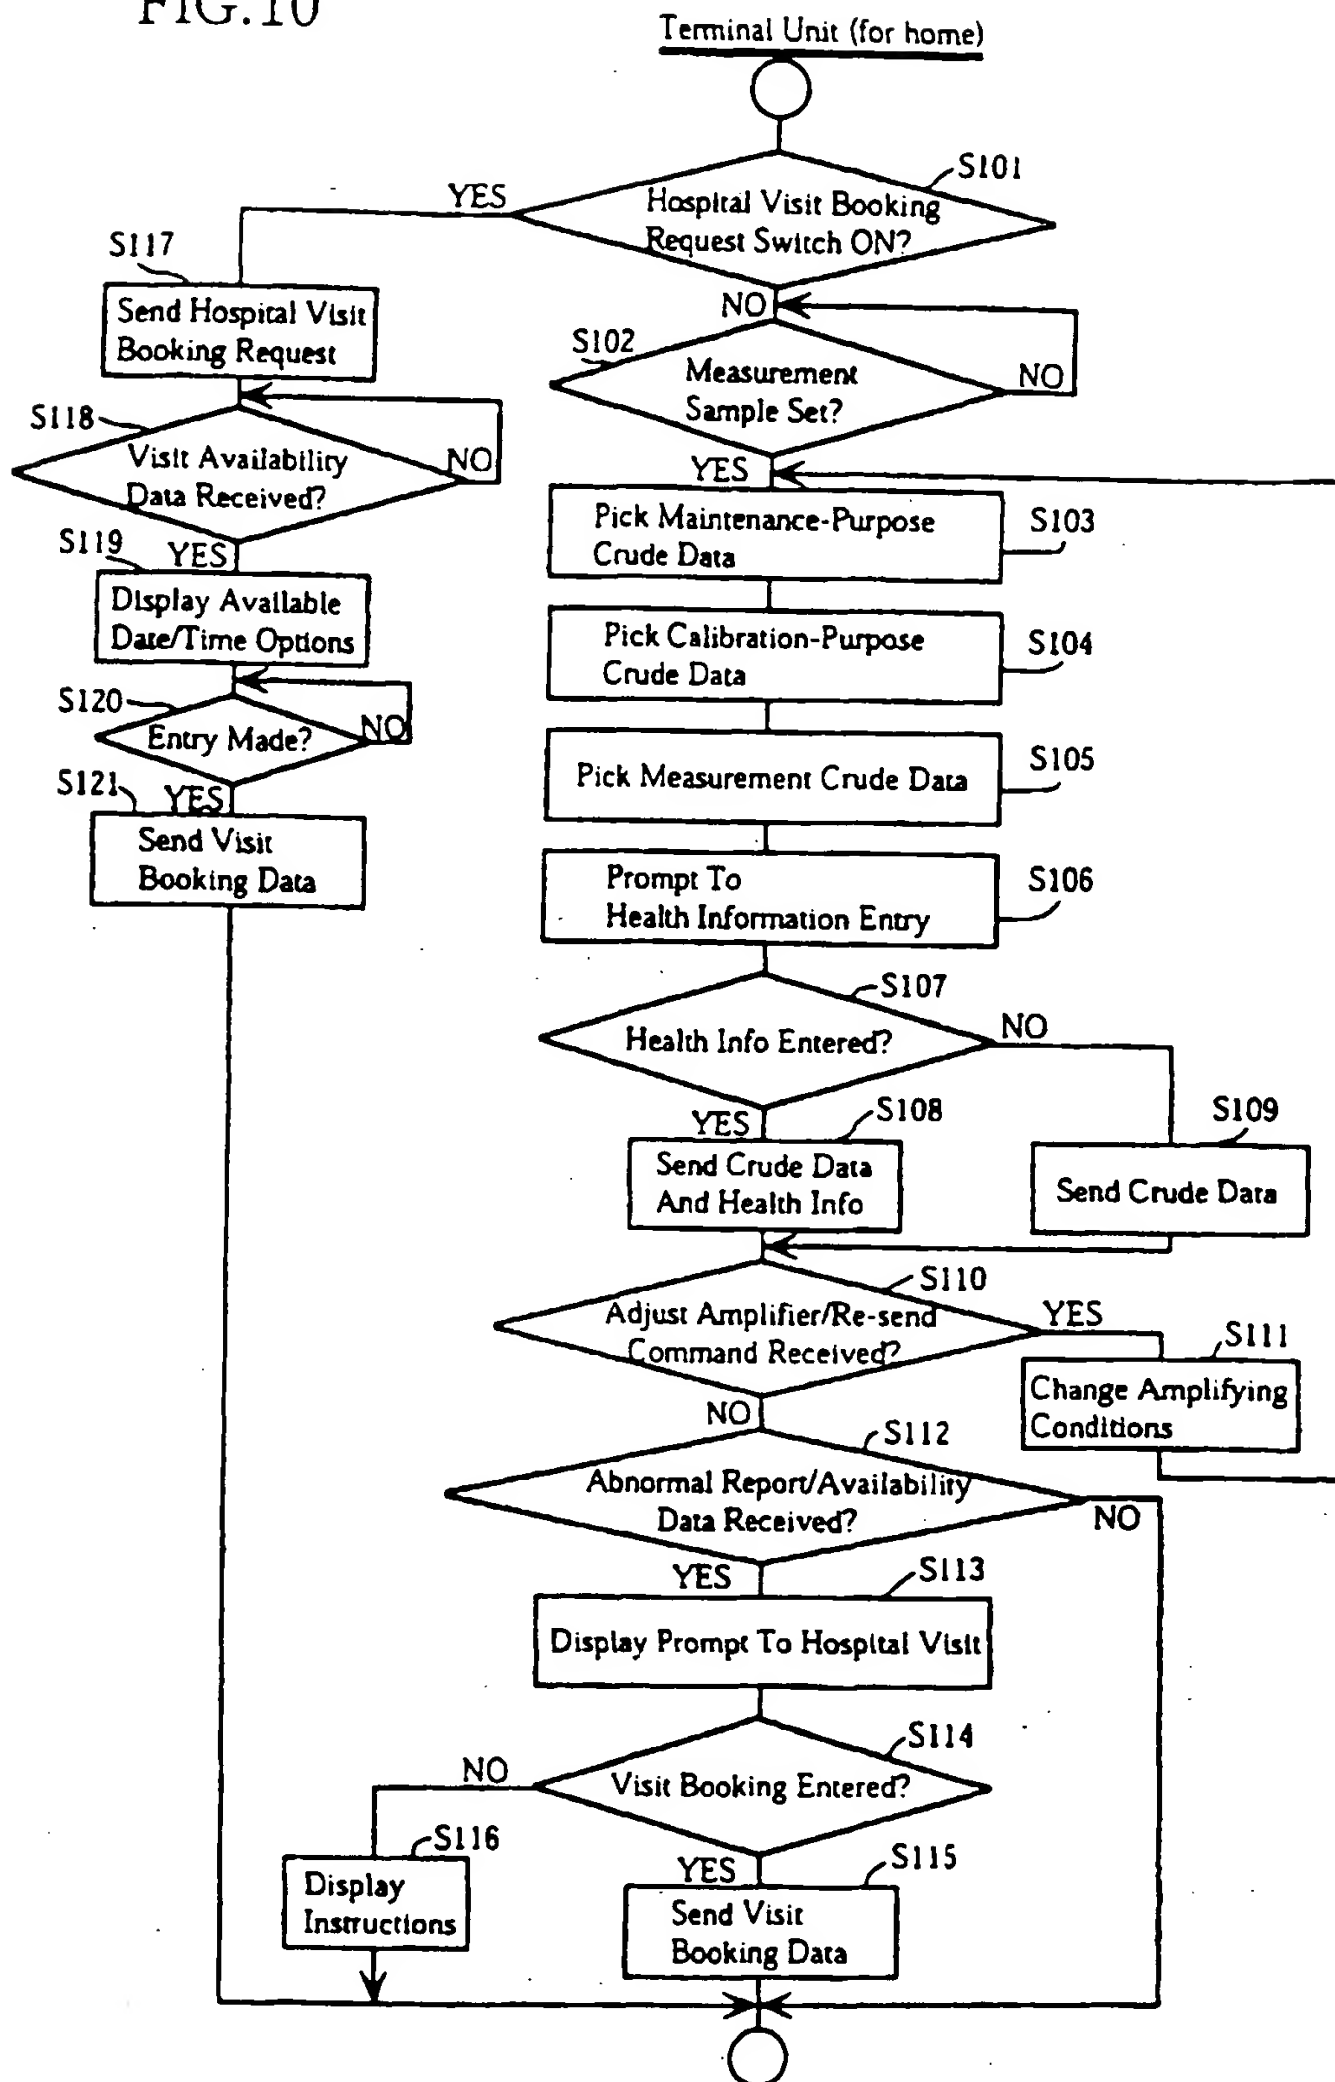 FIG.10
Terminal Unit (for home)
S101
YES
Hospital Visit Booking
Request Switch ON?
S117
Send Hospital Visit
Booking Request
NO
S102
Measurement
Sample Set?
NO
S118
Visit Availability
Data Received?
NO
YES
S103
Pick Maintenance-Purpose
Crude Data
S119
YES
Display Available
Date/Time Options
S104
Pick Calibration-Purpose
Crude Data
S120
Entry Made?
NO
S105
Pick Measurement Crude Data
S121
YES
Send Visit
Booking Data
S106
Prompt To
Health Information Entry
S107
Health Info Entered?
NO
YES
S108
Send Crude Data
And Health Info
S109
Send Crude Data
S110
Adjust Amplifier/Re-send
Command Received?
YES
S111
Change Amplifying
Conditions
NO
S112
Abnormal Report/Availability
Data Received?
NO
YES
S113
Display Prompt To Hospital Visit
S114
Visit Booking Entered?
NO
S116
Display
Instructions
YES
S115
Send Visit
Booking Data